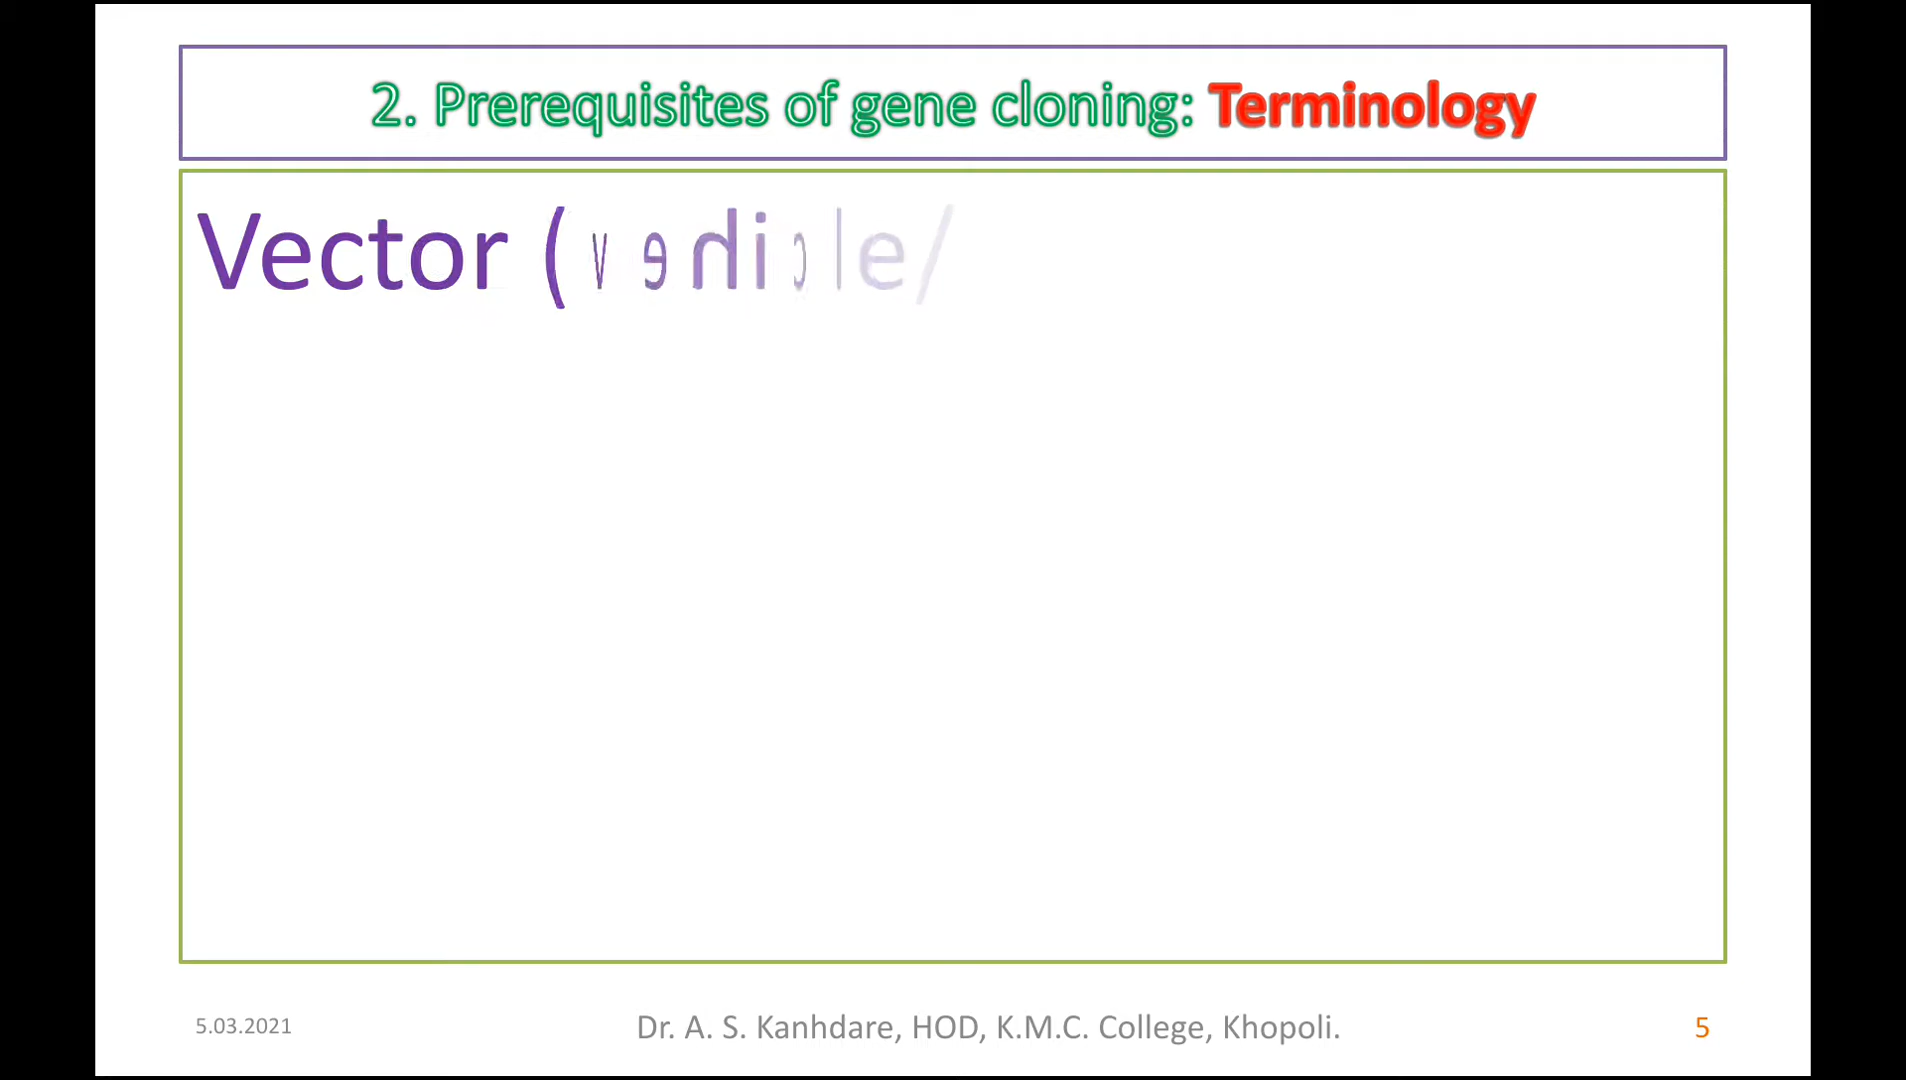 2. Prerequisites of gene cloning: Terminology
Vector (vehicle/
5.03.2021
Dr. A. S. Kanhdare, HOD, K.M.C. College, Khopoli.
5